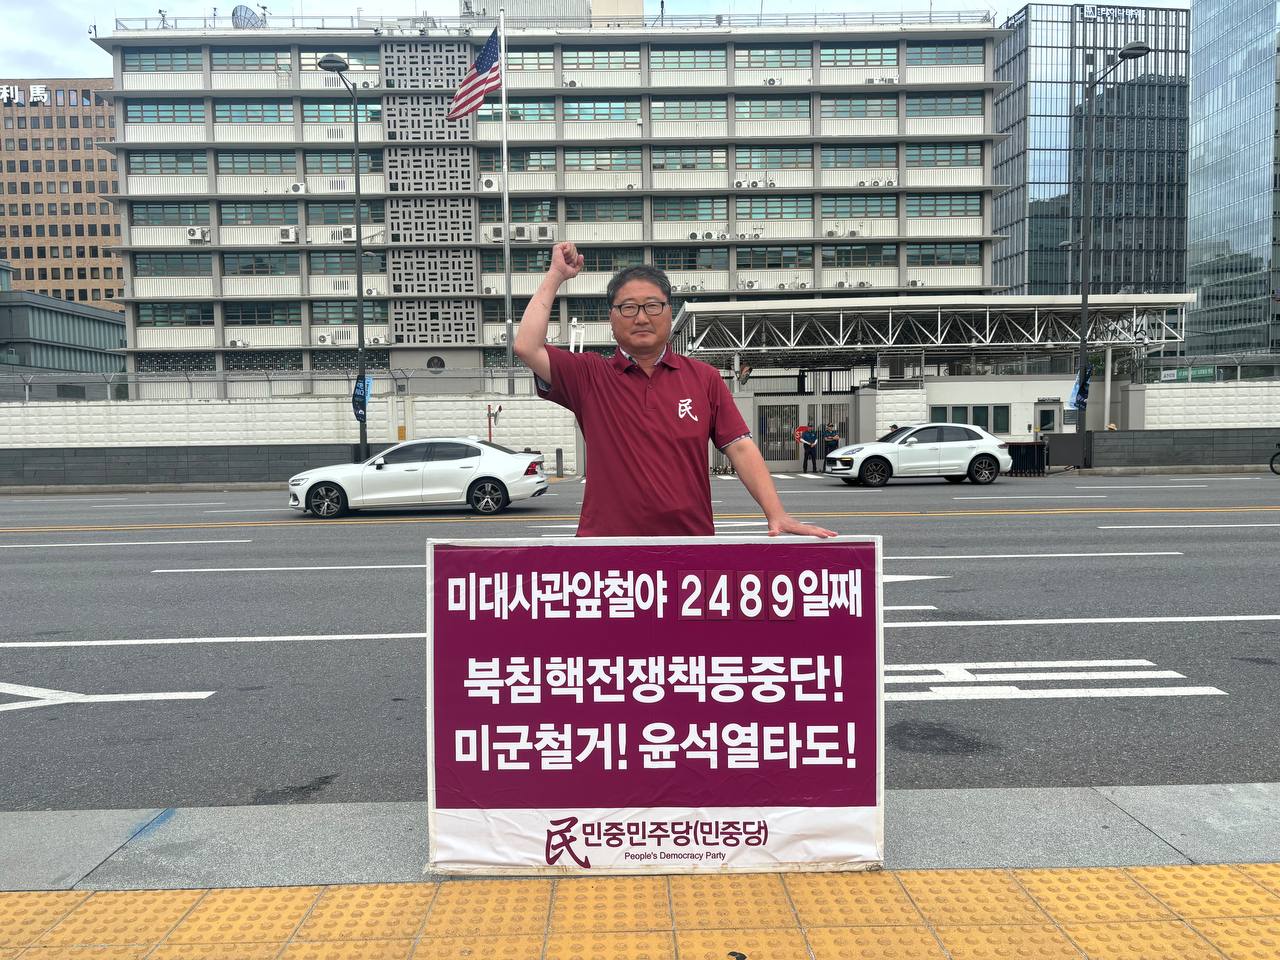 利馬
民
미대사관앞철야 2489일째
북침핵전쟁책동중단!
미군철거! 윤석열타도!
民 민중민주당(민중당)
People's Democracy Party